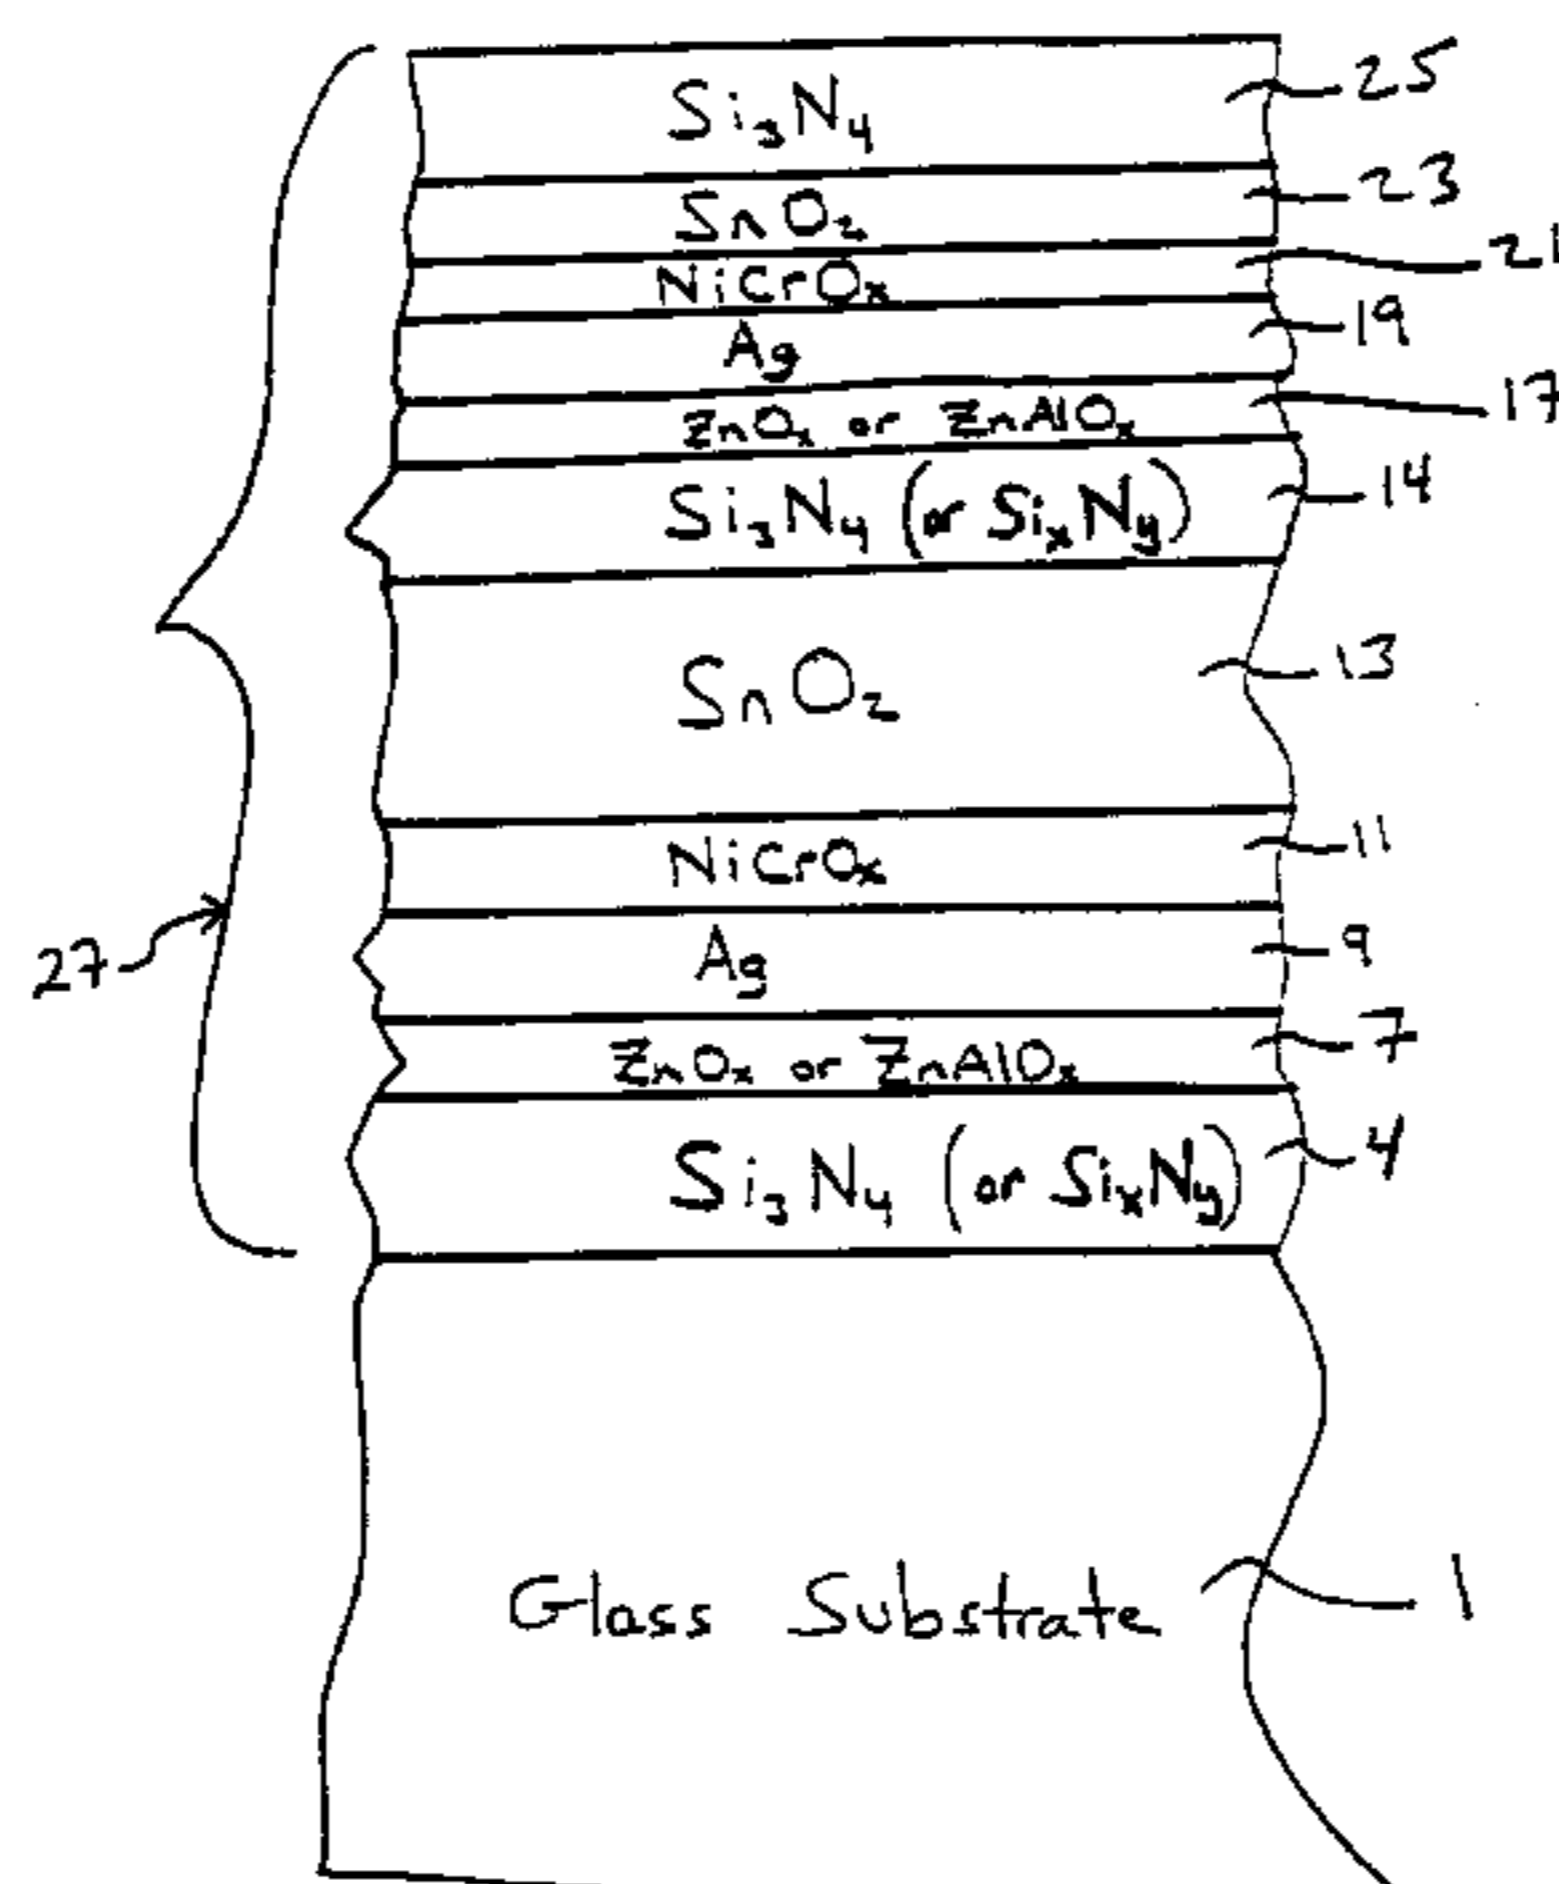 Si₃N₄ 25
SnO₂ 23
NiCrOₓ 21
Ag 19
ZnOₓ or ZnAlOₓ 17
Si₃N₄ (or SiₓNy) 14
SnO₂ 13
NiCrOₓ 11
Ag 9
27
ZnOₓ or ZnAlOₓ 7
Si₃N₄ (or SiₓNy) 4
Glass Substrate 1